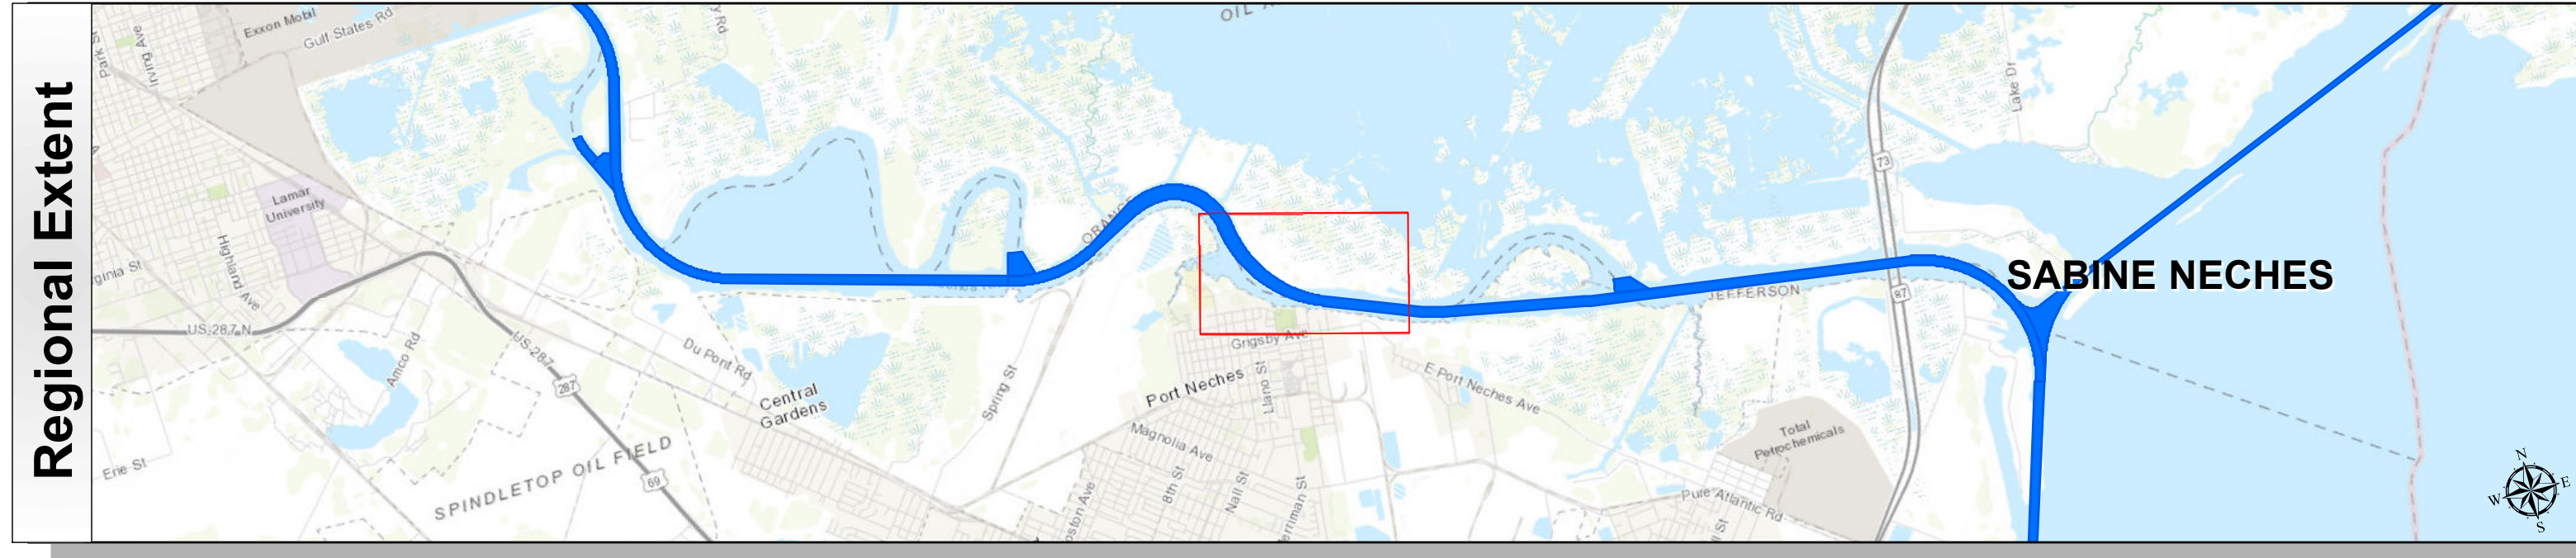 Regional Extent
Exxon Mobil
Gulf States Rd
Park St
Irving Ave
Lamar
University
Highland Ave
ginia St
US-287 N
US-287
287
69
Amco Rd
Erie St
SPINDLETOP OIL FIELD
Du Pont Rd
Central
Gardens
Spring St
ORANGE
Port Neches
Grigsby Ave
Llano St
Magnolia Ave
8th St
Nall St
E Port Neches Ave
JEFFERSON
73
87
Lake Dr
SABINE NECHES
Total
Petrochemicals
Pure Atlantic Rd
N
W
E
S